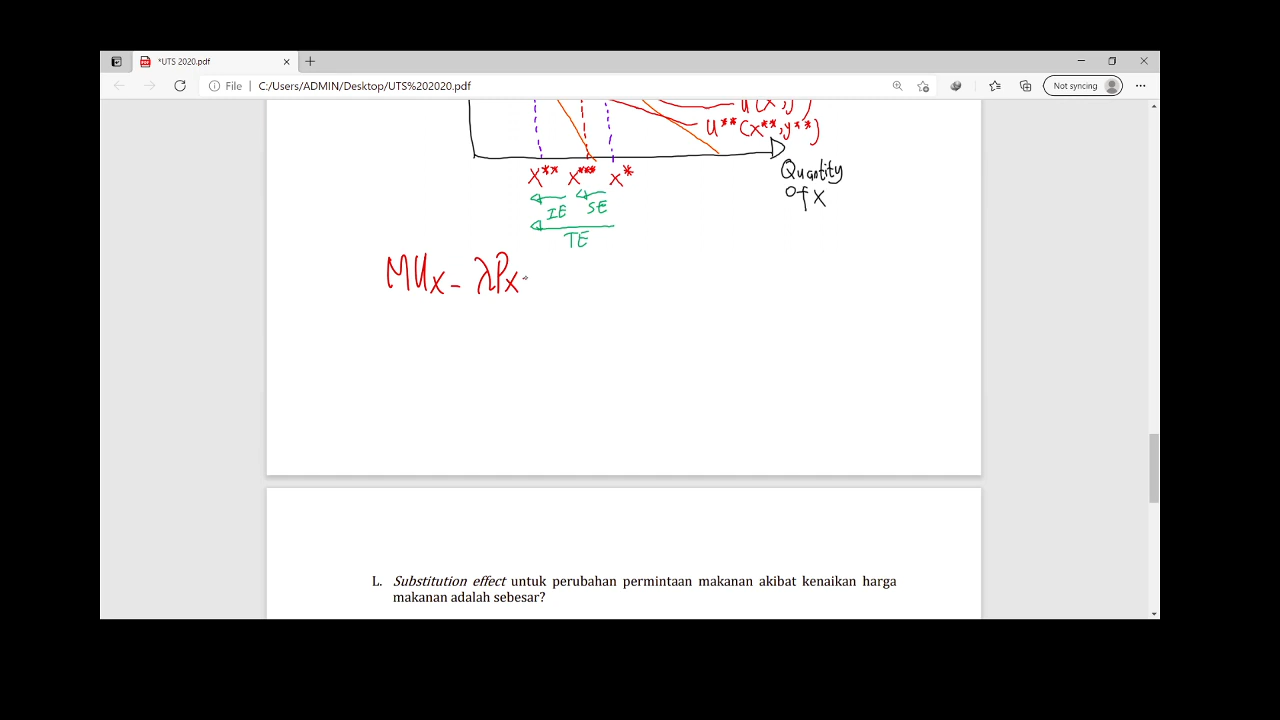 *UTS 2020.pdf
File | C:/Users/ADMIN/Desktop/UTS%202020.pdf
Not syncing
U**(x**,y**)
X** X*** x*
Quantity
Of X
IE SE
TE
MUx - λPx
L. Substitution effect untuk perubahan permintaan makanan akibat kenaikan harga
makanan adalah sebesar?